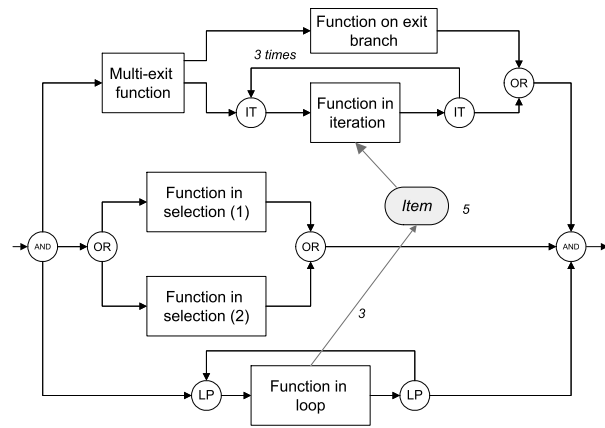 Function on exit
branch
3 times
Multi-exit
function
OR
IT
Function in
iteration
IT
Function in
selection (1)
Item
5
AND
OR
OR
AND
Function in
selection (2)
3
LP
Function in
loop
LP